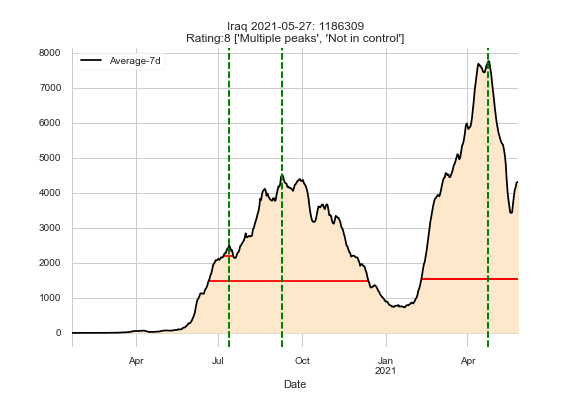 Iraq 2021-05-27: 1186309
Rating:8 ['Multiple peaks', 'Not in control']
8000
Average-7d
7000
6000
5000
4000
3000
2000
1000
0
Apr Jul Oct Jan Apr
2021
Date